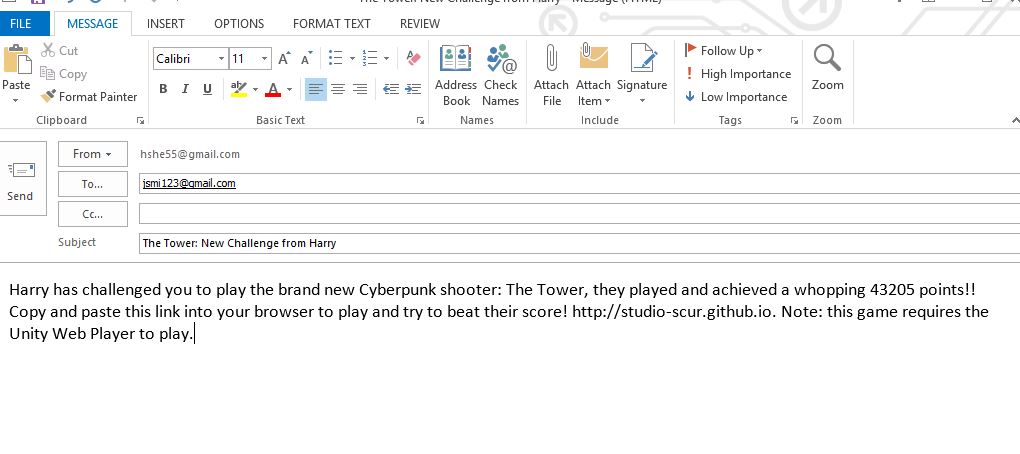 The Tower: New Challenge from Harry - Message (HTML)
FILE MESSAGE INSERT OPTIONS FORMAT TEXT REVIEW
Paste
Cut
Copy
Format Painter
Clipboard
Calibri 11
B I U
Basic Text
Address Book
Check Names
Names
Attach File
Attach Item
Signature
Include
Follow Up
High Importance
Low Importance
Tags
Zoom
Zoom
Send
From hshe55@gmail.com
To... jsmi123@gmail.com
Cc...
Subject The Tower: New Challenge from Harry
Harry has challenged you to play the brand new Cyberpunk shooter: The Tower, they played and achieved a whopping 43205 points!!
Copy and paste this link into your browser to play and try to beat their score! http://studio-scur.github.io. Note: this game requires the
Unity Web Player to play.